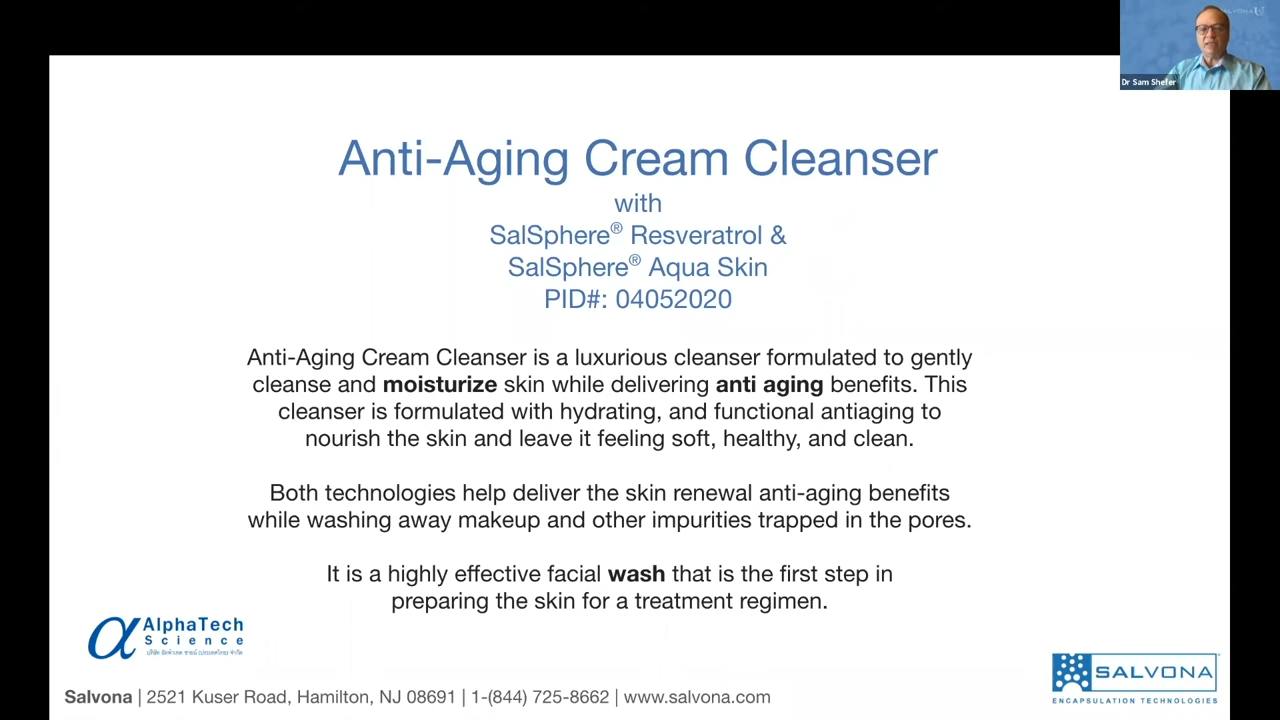 SALVONA
Dr Sam Shefer
Anti-Aging Cream Cleanser
with
SalSphere® Resveratrol &
SalSphere® Aqua Skin
PID#: 04052020
Anti-Aging Cream Cleanser is a luxurious cleanser formulated to gently
cleanse and moisturize skin while delivering anti aging benefits. This
cleanser is formulated with hydrating, and functional antiaging to
nourish the skin and leave it feeling soft, healthy, and clean.
Both technologies help deliver the skin renewal anti-aging benefits
while washing away makeup and other impurities trapped in the pores.
It is a highly effective facial wash that is the first step in
preparing the skin for a treatment regimen.
α AlphaTech
Science
SALVONA
ENCAPSULATION TECHNOLOGIES
Salvona | 2521 Kuser Road, Hamilton, NJ 08691 | 1-(844) 725-8662 | www.salvona.com